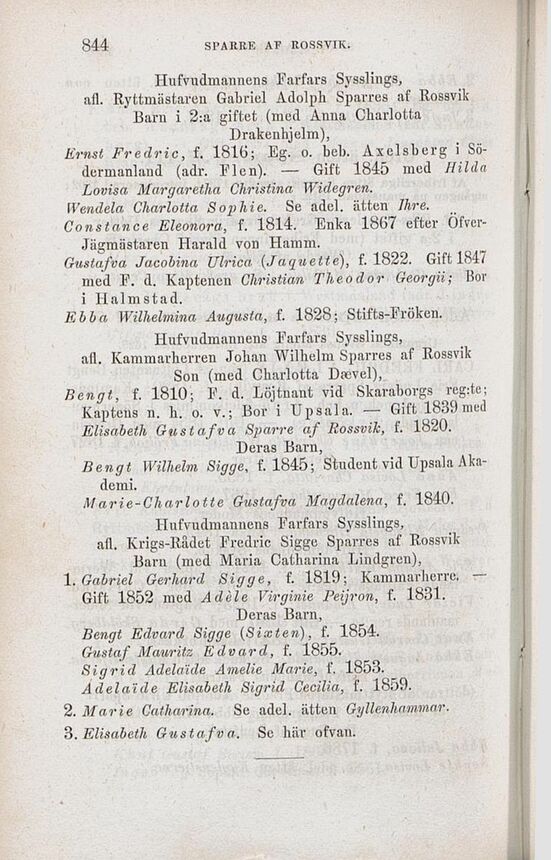 844 SPARRE AF ROSSVIK.
Hufvudmannens Farfars Sysslings,
afl. Ryttmästaren Gabriel Adolph Sparres af Rossvik
Barn i 2:a giftet (med Anna Charlotta
Drakenhjelm),
Ernst Fredric, f. 1816; Eg. o. beb. Axelsberg i Sö-
dermanland (adr. Flen). — Gift 1845 med Hilda
Lovisa Margaretha Christina Widegren.
Wendela Charlotta Sophie. Se adel. ätten Ihre.
Constance Eleonora, f. 1814. Enka 1867 efter Öfver-
Jägmästaren Harald von Hamm.
Gustafva Jacobina Ulrica (Jaquette), f. 1822. Gift 1847
med F. d. Kaptenen Christian Theodor Georgii; Bor
i Halmstad.
Ebba Wilhelmina Augusta, f. 1828; Stifts-Fröken.
Hufvudmannens Farfars Sysslings,
afl. Kammarherren Johan Wilhelm Sparres af Rossvik
Son (med Charlotta Dævel),
Bengt, f. 1810; F. d. Löjtnant vid Skaraborgs reg:te;
Kaptens n. h. o. v.; Bor i Upsala. — Gift 1839 med
Elisabeth Gustafva Sparre af Rossvik, f. 1820.
Deras Barn,
Bengt Wilhelm Sigge, f. 1845; Student vid Upsala Aka-
demi.
Marie-Charlotte Gustafva Magdalena, f. 1840.
Hufvudmannens Farfars Sysslings,
afl. Krigs-Rådet Fredric Sigge Sparres af Rossvik
Barn (med Maria Catharina Lindgren),
1. Gabriel Gerhard Sigge, f. 1819; Kammarherre. —
Gift 1852 med Adèle Virginie Peijron, f. 1831.
Deras Barn,
Bengt Edvard Sigge (Sixten), f. 1854.
Gustaf Mauritz Edvard, f. 1855.
Sigrid Adelaïde Amelie Marie, f. 1853.
Adelaïde Elisabeth Sigrid Cecilia, f. 1859.
2. Marie Catharina. Se adel. ätten Gyllenhammar.
3. Elisabeth Gustafva. Se här ofvan.